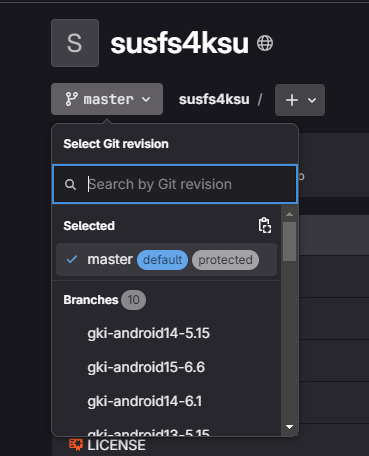 S
susfs4ksu
master
susfs4ksu /
Select Git revision
Search by Git revision
Selected
master default protected
Branches 10
gki-android14-5.15
gki-android15-6.6
gki-android14-6.1
gki-android13-5.15
LICENSE